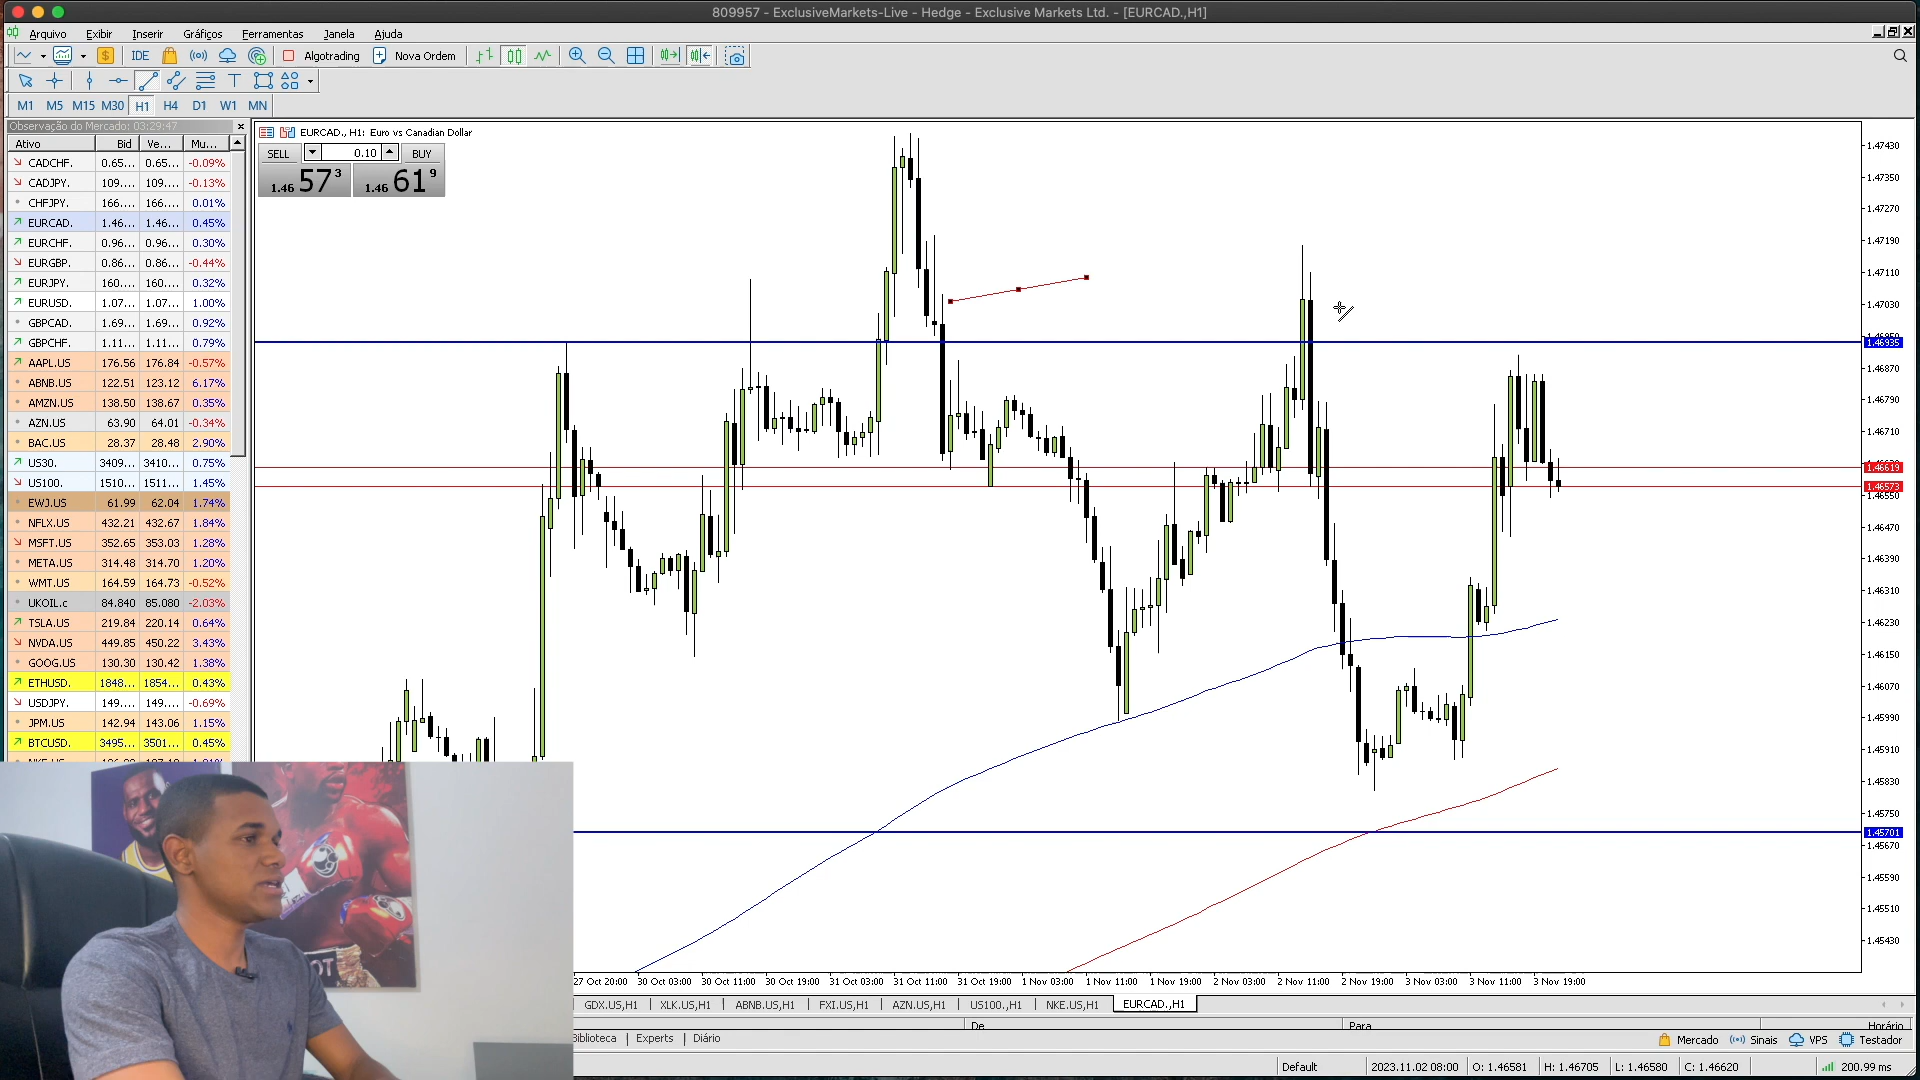 809957 - ExclusiveMarkets-Live - Hedge - Exclusive Markets Ltd. - [EURCAD.,H1]
Arquivo Exibir Inserir Gráficos Ferramentas Janela Ajuda
IDE Algotrading Nova Ordem
M1 M5 M15 M30 H1 H4 D1 W1 MN
Observação do Mercado: 03:29:47
Ativo Bid Ve... Mu...
CADCHF. 0.65... 0.65... -0.09%
CADJPY. 109.... 109.... -0.13%
CHFJPY. 166.... 166.... 0.01%
EURCAD. 1.46... 1.46... 0.45%
EURCHF. 0.96... 0.96... 0.30%
EURGBP. 0.86... 0.86... -0.44%
EURJPY. 160.... 160.... 0.32%
EURUSD. 1.07... 1.07... 1.00%
GBPCAD. 1.69... 1.69... 0.92%
GBPCHF. 1.11... 1.11... 0.79%
AAPL.US 176.56 176.84 -0.57%
ABNB.US 122.51 123.12 6.17%
AMZN.US 138.50 138.67 0.35%
AZN.US 63.90 64.01 -0.34%
BAC.US 28.37 28.48 2.90%
US30. 3409... 3410... 0.75%
US100. 1510... 1511... 1.45%
EWJ.US 61.99 62.04 1.74%
NFLX.US 432.21 432.67 1.84%
MSFT.US 352.65 353.03 1.28%
META.US 314.48 314.70 1.20%
WMT.US 164.59 164.73 -0.52%
UKOIL.c 84.840 85.080 -2.03%
TSLA.US 219.84 220.14 0.64%
NVDA.US 449.85 450.22 3.43%
GOOG.US 130.30 130.42 1.38%
ETHUSD. 1848... 1854... 0.43%
USDJPY. 149.... 149.... -0.69%
JPM.US 142.94 143.06 1.15%
BTCUSD. 3495... 3501... 0.45%
EURCAD., H1: Euro vs Canadian Dollar
SELL 0.10 BUY
1.46 57 3 1.46 61 9
1.47430
1.47350
1.47270
1.47190
1.47110
1.47030
1.46935
1.46870
1.46790
1.46710
1.46619
1.46573
1.46550
1.46470
1.46390
1.46310
1.46230
1.46150
1.46070
1.45990
1.45910
1.45830
1.45750
1.45701
1.45670
1.45590
1.45510
1.45430
27 Oct 20:00 30 Oct 03:00 30 Oct 11:00 30 Oct 19:00 31 Oct 03:00 31 Oct 11:00 31 Oct 19:00 1 Nov 03:00 1 Nov 11:00 1 Nov 19:00 2 Nov 03:00 2 Nov 11:00 2 Nov 19:00 3 Nov 03:00 3 Nov 11:00 3 Nov 19:00
GDX.US,H1 XLK.US,H1 ABNB.US,H1 FXI.US,H1 AZN.US,H1 US100.,H1 NKE.US,H1 EURCAD.,H1
De Para Horário
Biblioteca Experts Diário
Mercado Sinais VPS Testador
Default 2023.11.02 08:00 O: 1.46581 H: 1.46705 L: 1.46580 C: 1.46620 200.99 ms